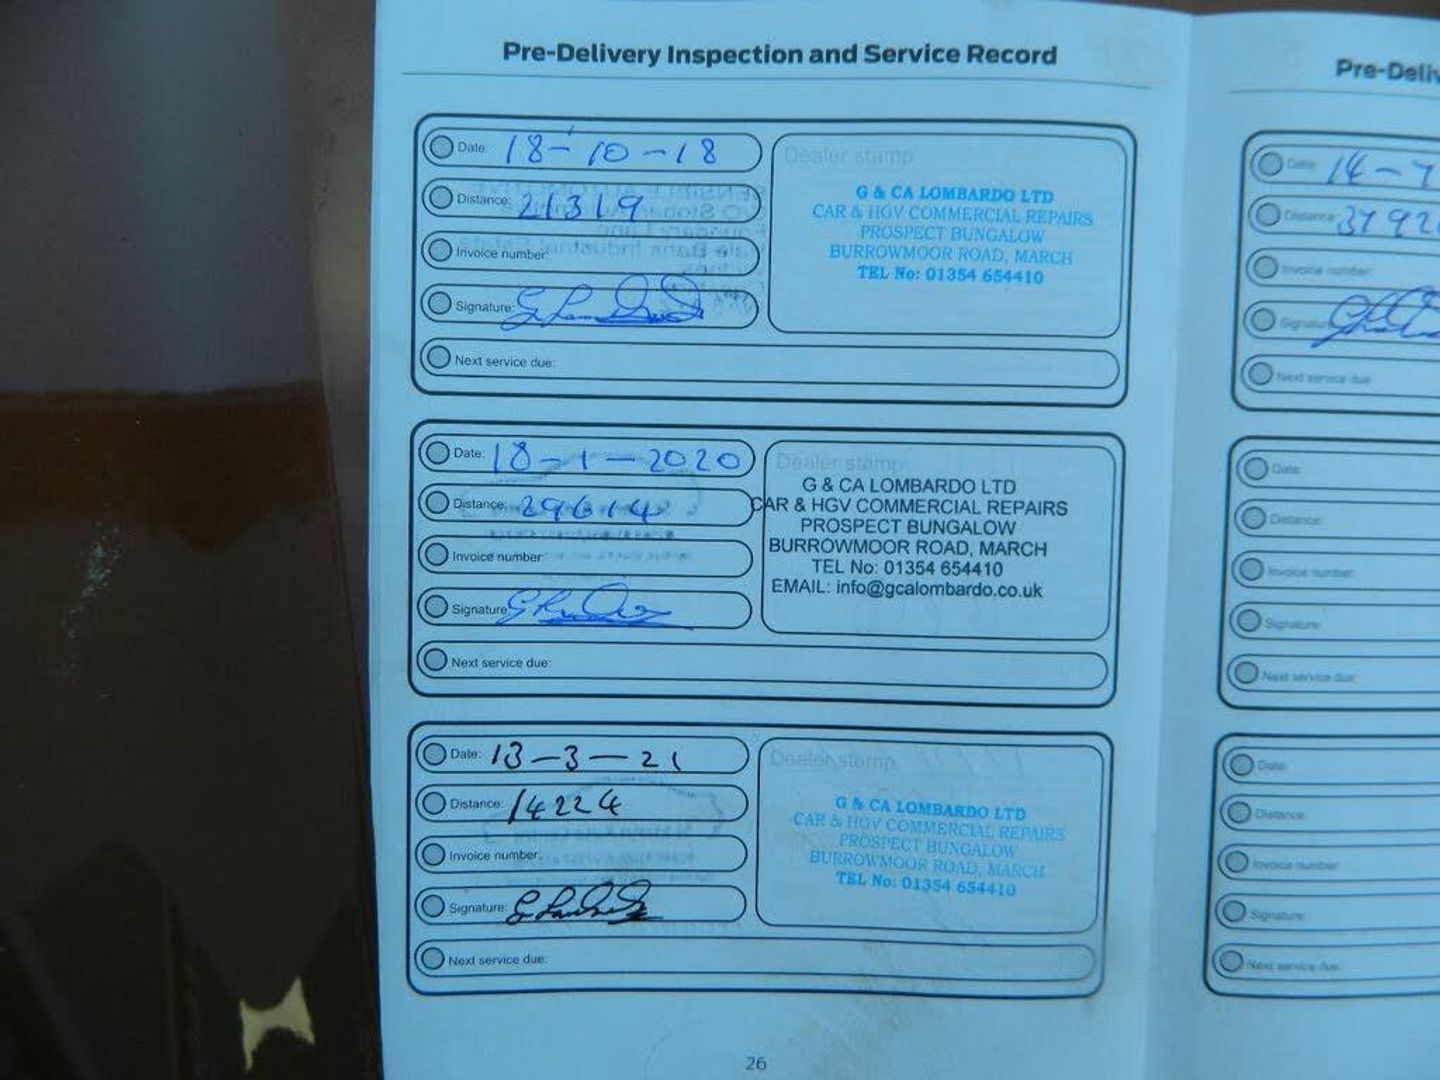 Pre-Delivery Inspection and Service Record
Date: 18-10-18
Distance: 21319
Invoice number:
Signature:
Next service due:
Dealer stamp
G & CA LOMBARDO LTD
CAR & HGV COMMERCIAL REPAIRS
PROSPECT BUNGALOW
BURROWMOOR ROAD, MARCH
TEL No: 01354 654410
Date: 18-1-2020
Distance: 29614
Invoice number:
Signature:
Next service due:
Dealer stamp
G & CA LOMBARDO LTD
CAR & HGV COMMERCIAL REPAIRS
PROSPECT BUNGALOW
BURROWMOOR ROAD, MARCH
TEL No: 01354 654410
EMAIL: info@gcalombardo.co.uk
Date: 13-3-21
Distance: 14224
Invoice number:
Signature:
Next service due:
Dealer stamp
G & CA LOMBARDO LTD
CAR & HGV COMMERCIAL REPAIRS
PROSPECT BUNGALOW
BURROWMOOR ROAD, MARCH
TEL No: 01354 654410
26
Date: 14-7
Distance: 3792
Invoice number:
Signature:
Next service due:
Date:
Distance:
Invoice number:
Signature:
Next service due:
Date:
Distance:
Invoice number:
Signature:
Next service due: